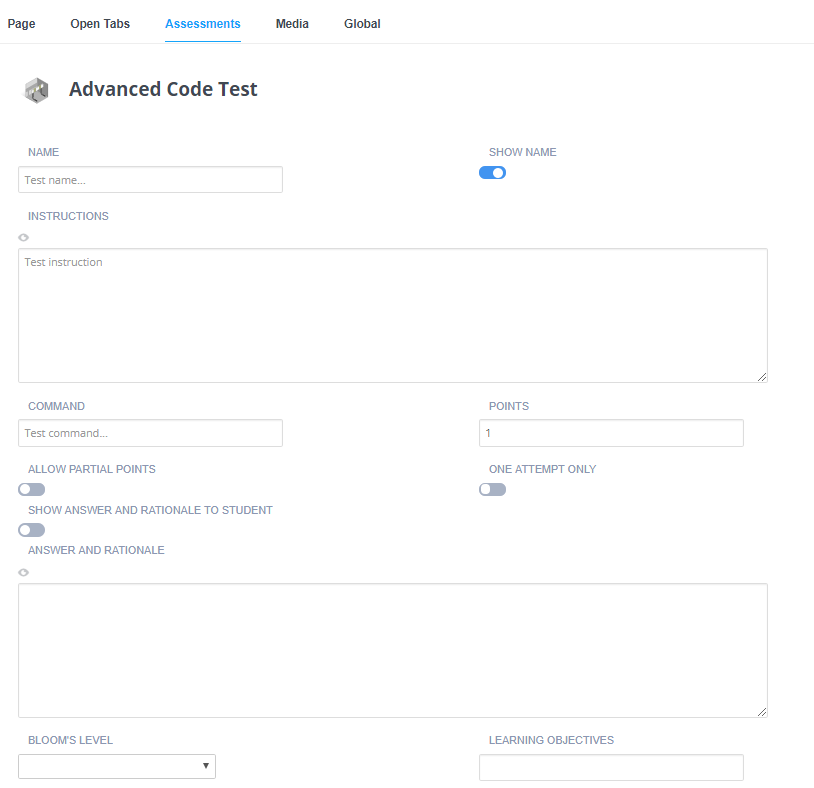 Page Open Tabs Assessments Media Global
Advanced Code Test
NAME SHOW NAME
Test name...
INSTRUCTIONS
Test instruction
COMMAND POINTS
Test command... 1
ALLOW PARTIAL POINTS ONE ATTEMPT ONLY
SHOW ANSWER AND RATIONALE TO STUDENT
ANSWER AND RATIONALE
BLOOM'S LEVEL LEARNING OBJECTIVES